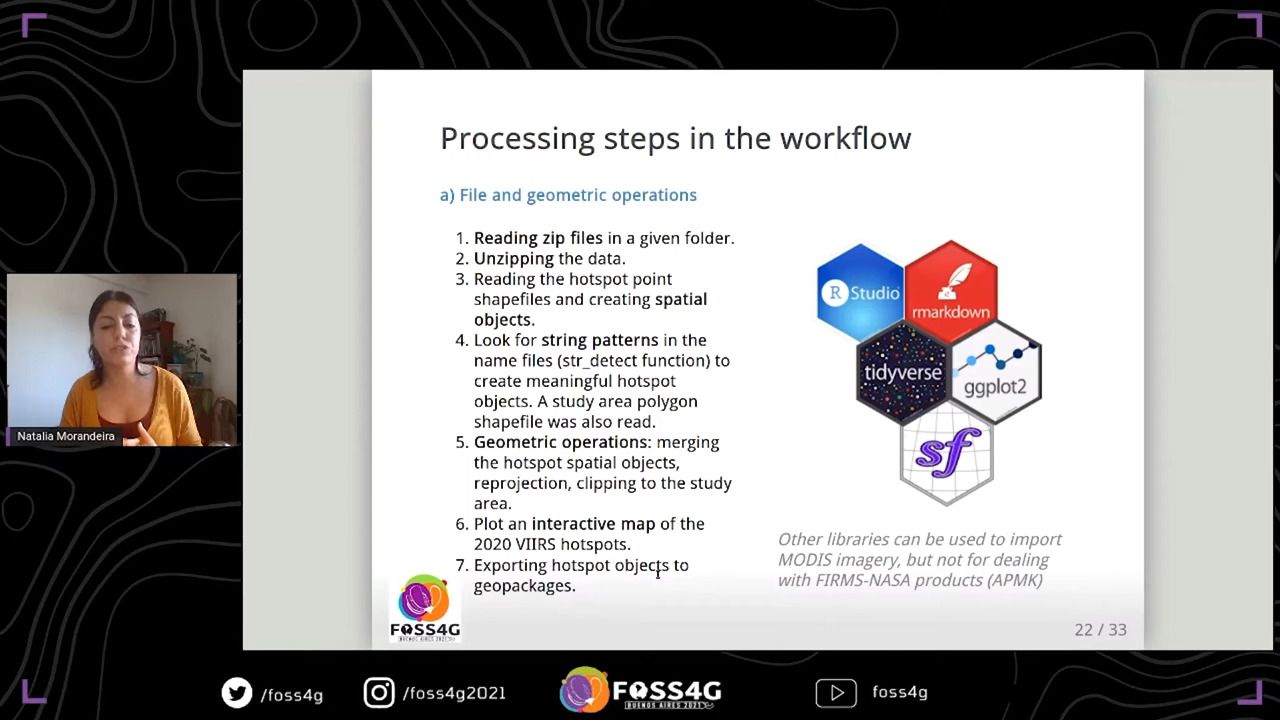 Processing steps in the workflow
a) File and geometric operations
1. Reading zip files in a given folder.
2. Unzipping the data.
3. Reading the hotspot point
shapefiles and creating spatial
objects.
4. Look for string patterns in the
name files (str_detect function) to
create meaningful hotspot
objects. A study area polygon
shapefile was also read.
5. Geometric operations: merging
the hotspot spatial objects,
reprojection, clipping to the study
area.
6. Plot an interactive map of the
2020 VIIRS hotspots.
7. Exporting hotspot objects to
geopackages.
R Studio
rmarkdown
tidyverse
ggplot2
sf
Other libraries can be used to import
MODIS imagery, but not for dealing
with FIRMS-NASA products (APMK)
FOSS4G
BUENOS AIRES 2021
22 / 33
Natalia Morandeira
/foss4g
/foss4g2021
FOSS4G
BUENOS AIRES 2021
foss4g